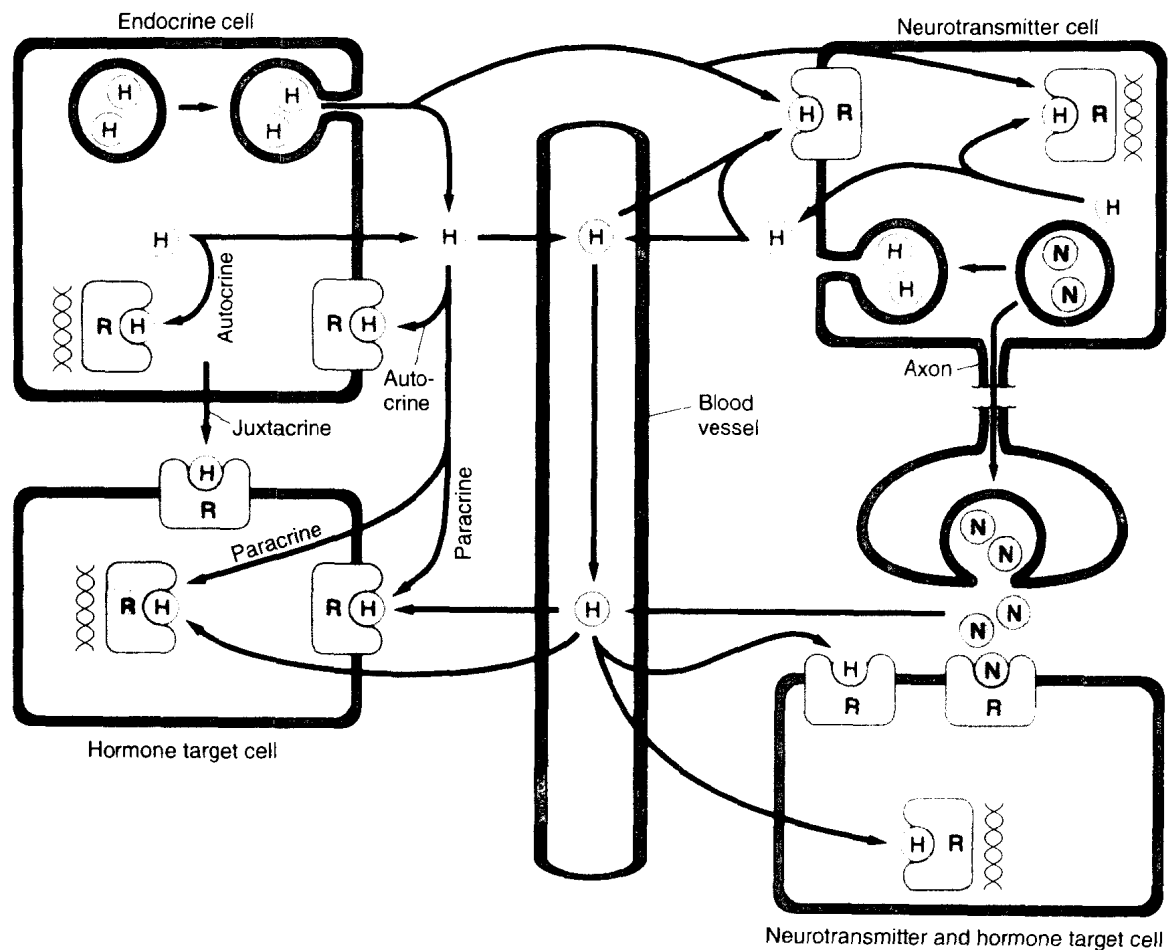 Endocrine cell
Neurotransmitter cell
H
H
H
H
H R
H R
H
H
H
H
H
H
H
N
N
Autocrine
R H
R H
Auto-
crine
Axon
Blood
vessel
Juxtacrine
H
R
Paracrine
Paracrine
N
N
R H
R H
H
N
N
H
R
N
R
Hormone target cell
H R
Neurotransmitter and hormone target cell